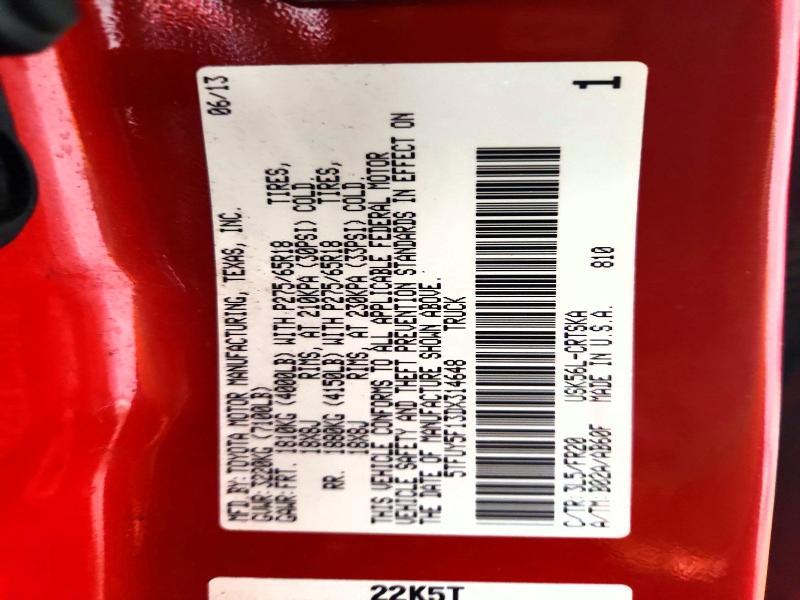 MFD.BY:TOYOTA MOTOR MANUFACTURING, TEXAS, INC. 06/13
GVWR:3220KG (7100LB)
GAWR:FRT. 1810KG (4000LB) WITH P275/65R18 TIRES,
18X8J RIMS, AT 210KPA (30PSI) COLD.
RR. 1880KG (4150LB) WITH P275/65R18 TIRES,
18X8J RIMS, AT 230KPA (33PSI) COLD.
THIS VEHICLE CONFORMS TO ALL APPLICABLE FEDERAL MOTOR
VEHICLE SAFETY AND THEFT PREVENTION STANDARDS IN EFFECT ON
THE DATE OF MANUFACTURE SHOWN ABOVE.
5TFUY5F13DX314648 TRUCK
C/TR:3L5/FR20 USK56L-CRTSKA
A/TM:B02A/AB60F MADE IN U.S.A. 810
1
22K5T